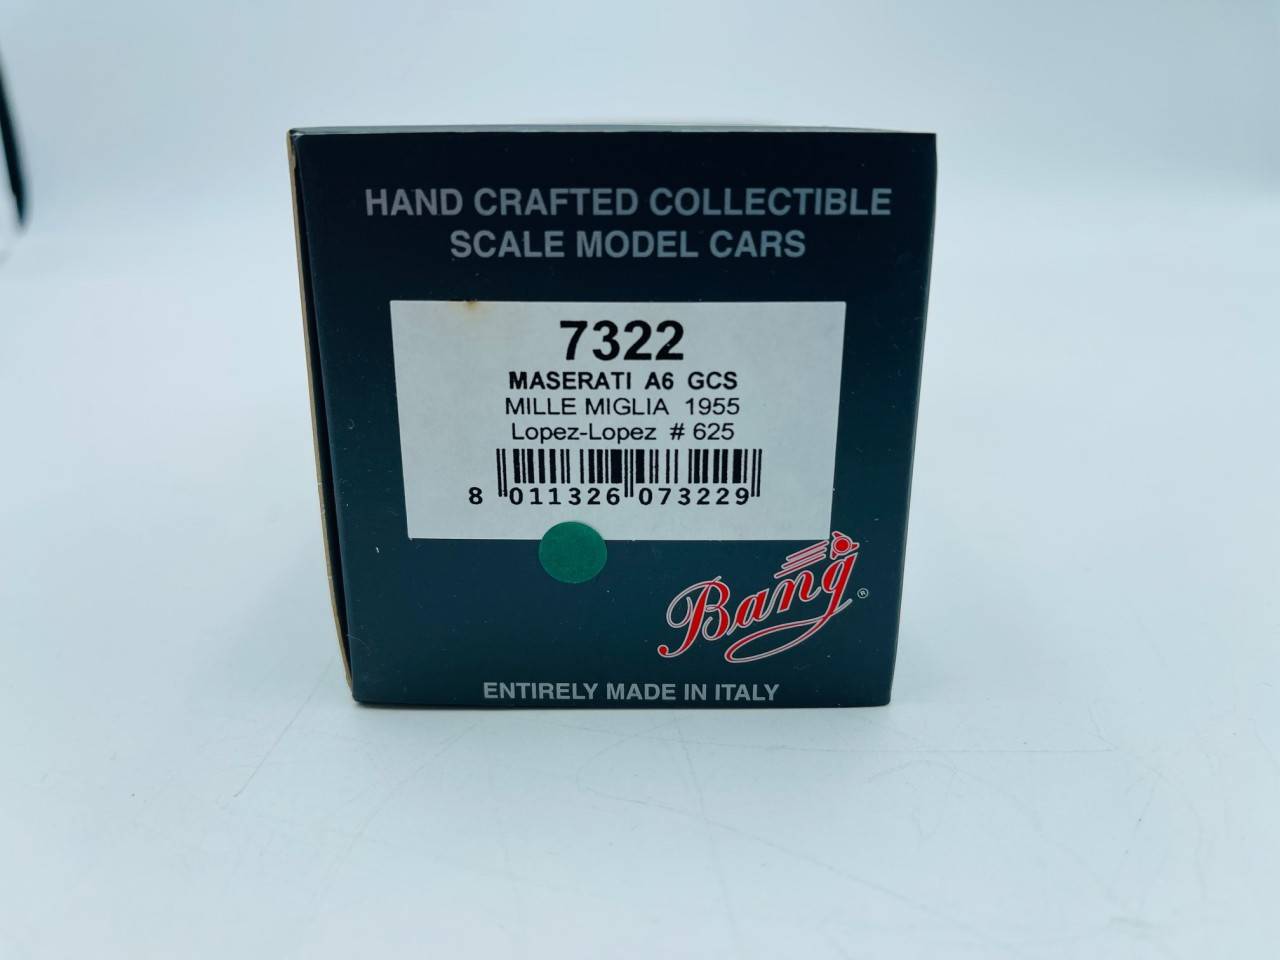 HAND CRAFTED COLLECTIBLE
SCALE MODEL CARS
7322
MASERATI A6 GCS
MILLE MIGLIA 1955
Lopez-Lopez # 625
8 011326 073229
Bang ®
ENTIRELY MADE IN ITALY